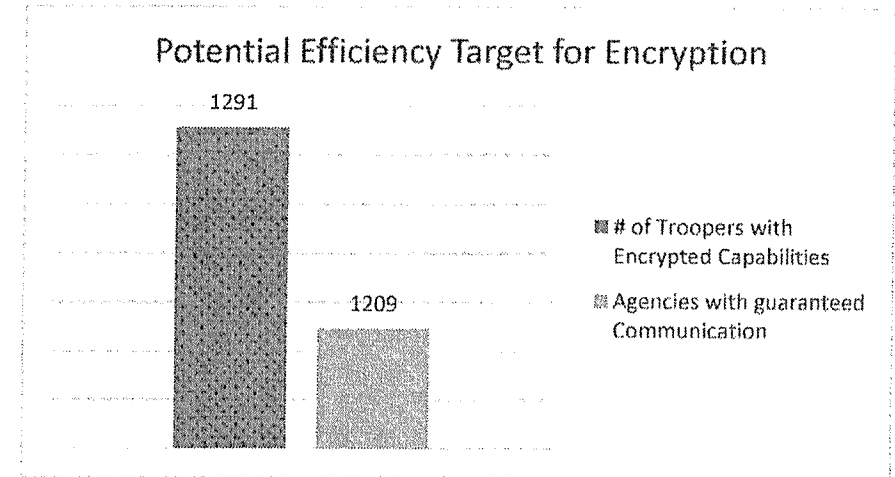 Potential Efficiency Target for Encryption
1291
1209
# of Troopers with
Encrypted Capabilities
Agencies with guaranteed
Communication